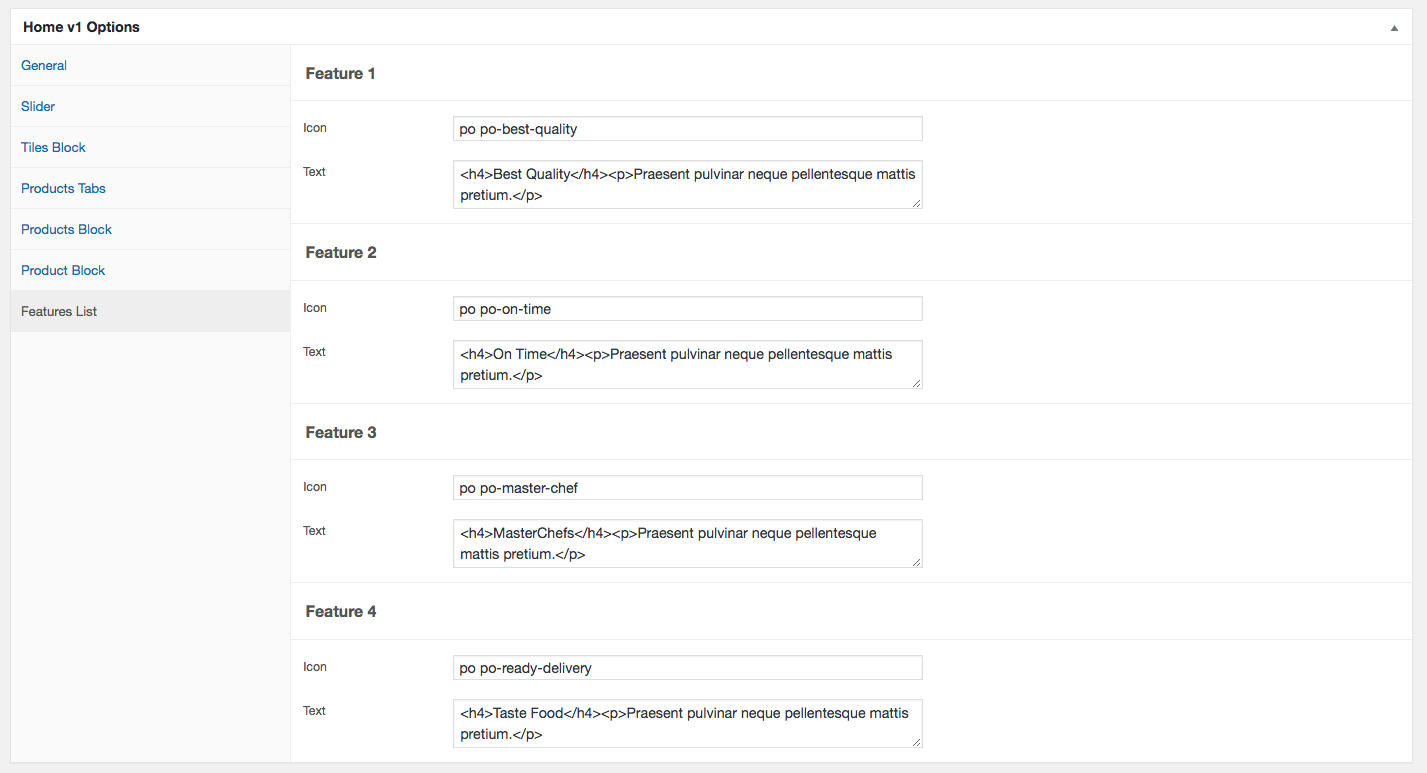 Home v1 Options
General
Slider
Tiles Block
Products Tabs
Products Block
Product Block
Features List
Feature 1
Icon
po po-best-quality
Text
<h4>Best Quality</h4><p>Praesent pulvinar neque pellentesque mattis
pretium.</p>
Feature 2
Icon
po po-on-time
Text
<h4>On Time</h4><p>Praesent pulvinar neque pellentesque mattis
pretium.</p>
Feature 3
Icon
po po-master-chef
Text
<h4>MasterChefs</h4><p>Praesent pulvinar neque pellentesque
mattis pretium.</p>
Feature 4
Icon
po po-ready-delivery
Text
<h4>Taste Food</h4><p>Praesent pulvinar neque pellentesque mattis
pretium.</p>